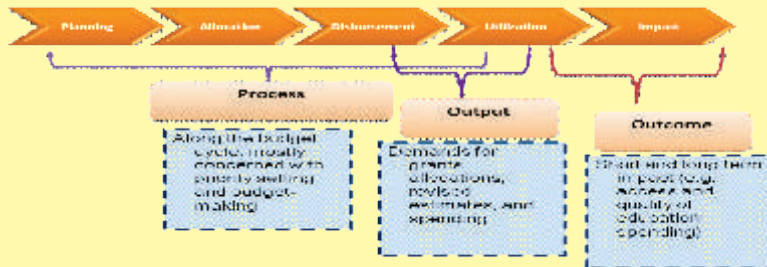 Planning Allocation Disbursement Utilization Impact
Process
Output
Outcome
Along the budget
cycle, mostly
concerned with
priority setting
and budget-
making
Demands for
grants,
allocations,
revised
estimates, and
spending
Short and long term
impact (e.g.
access and
quality of
education
spending)